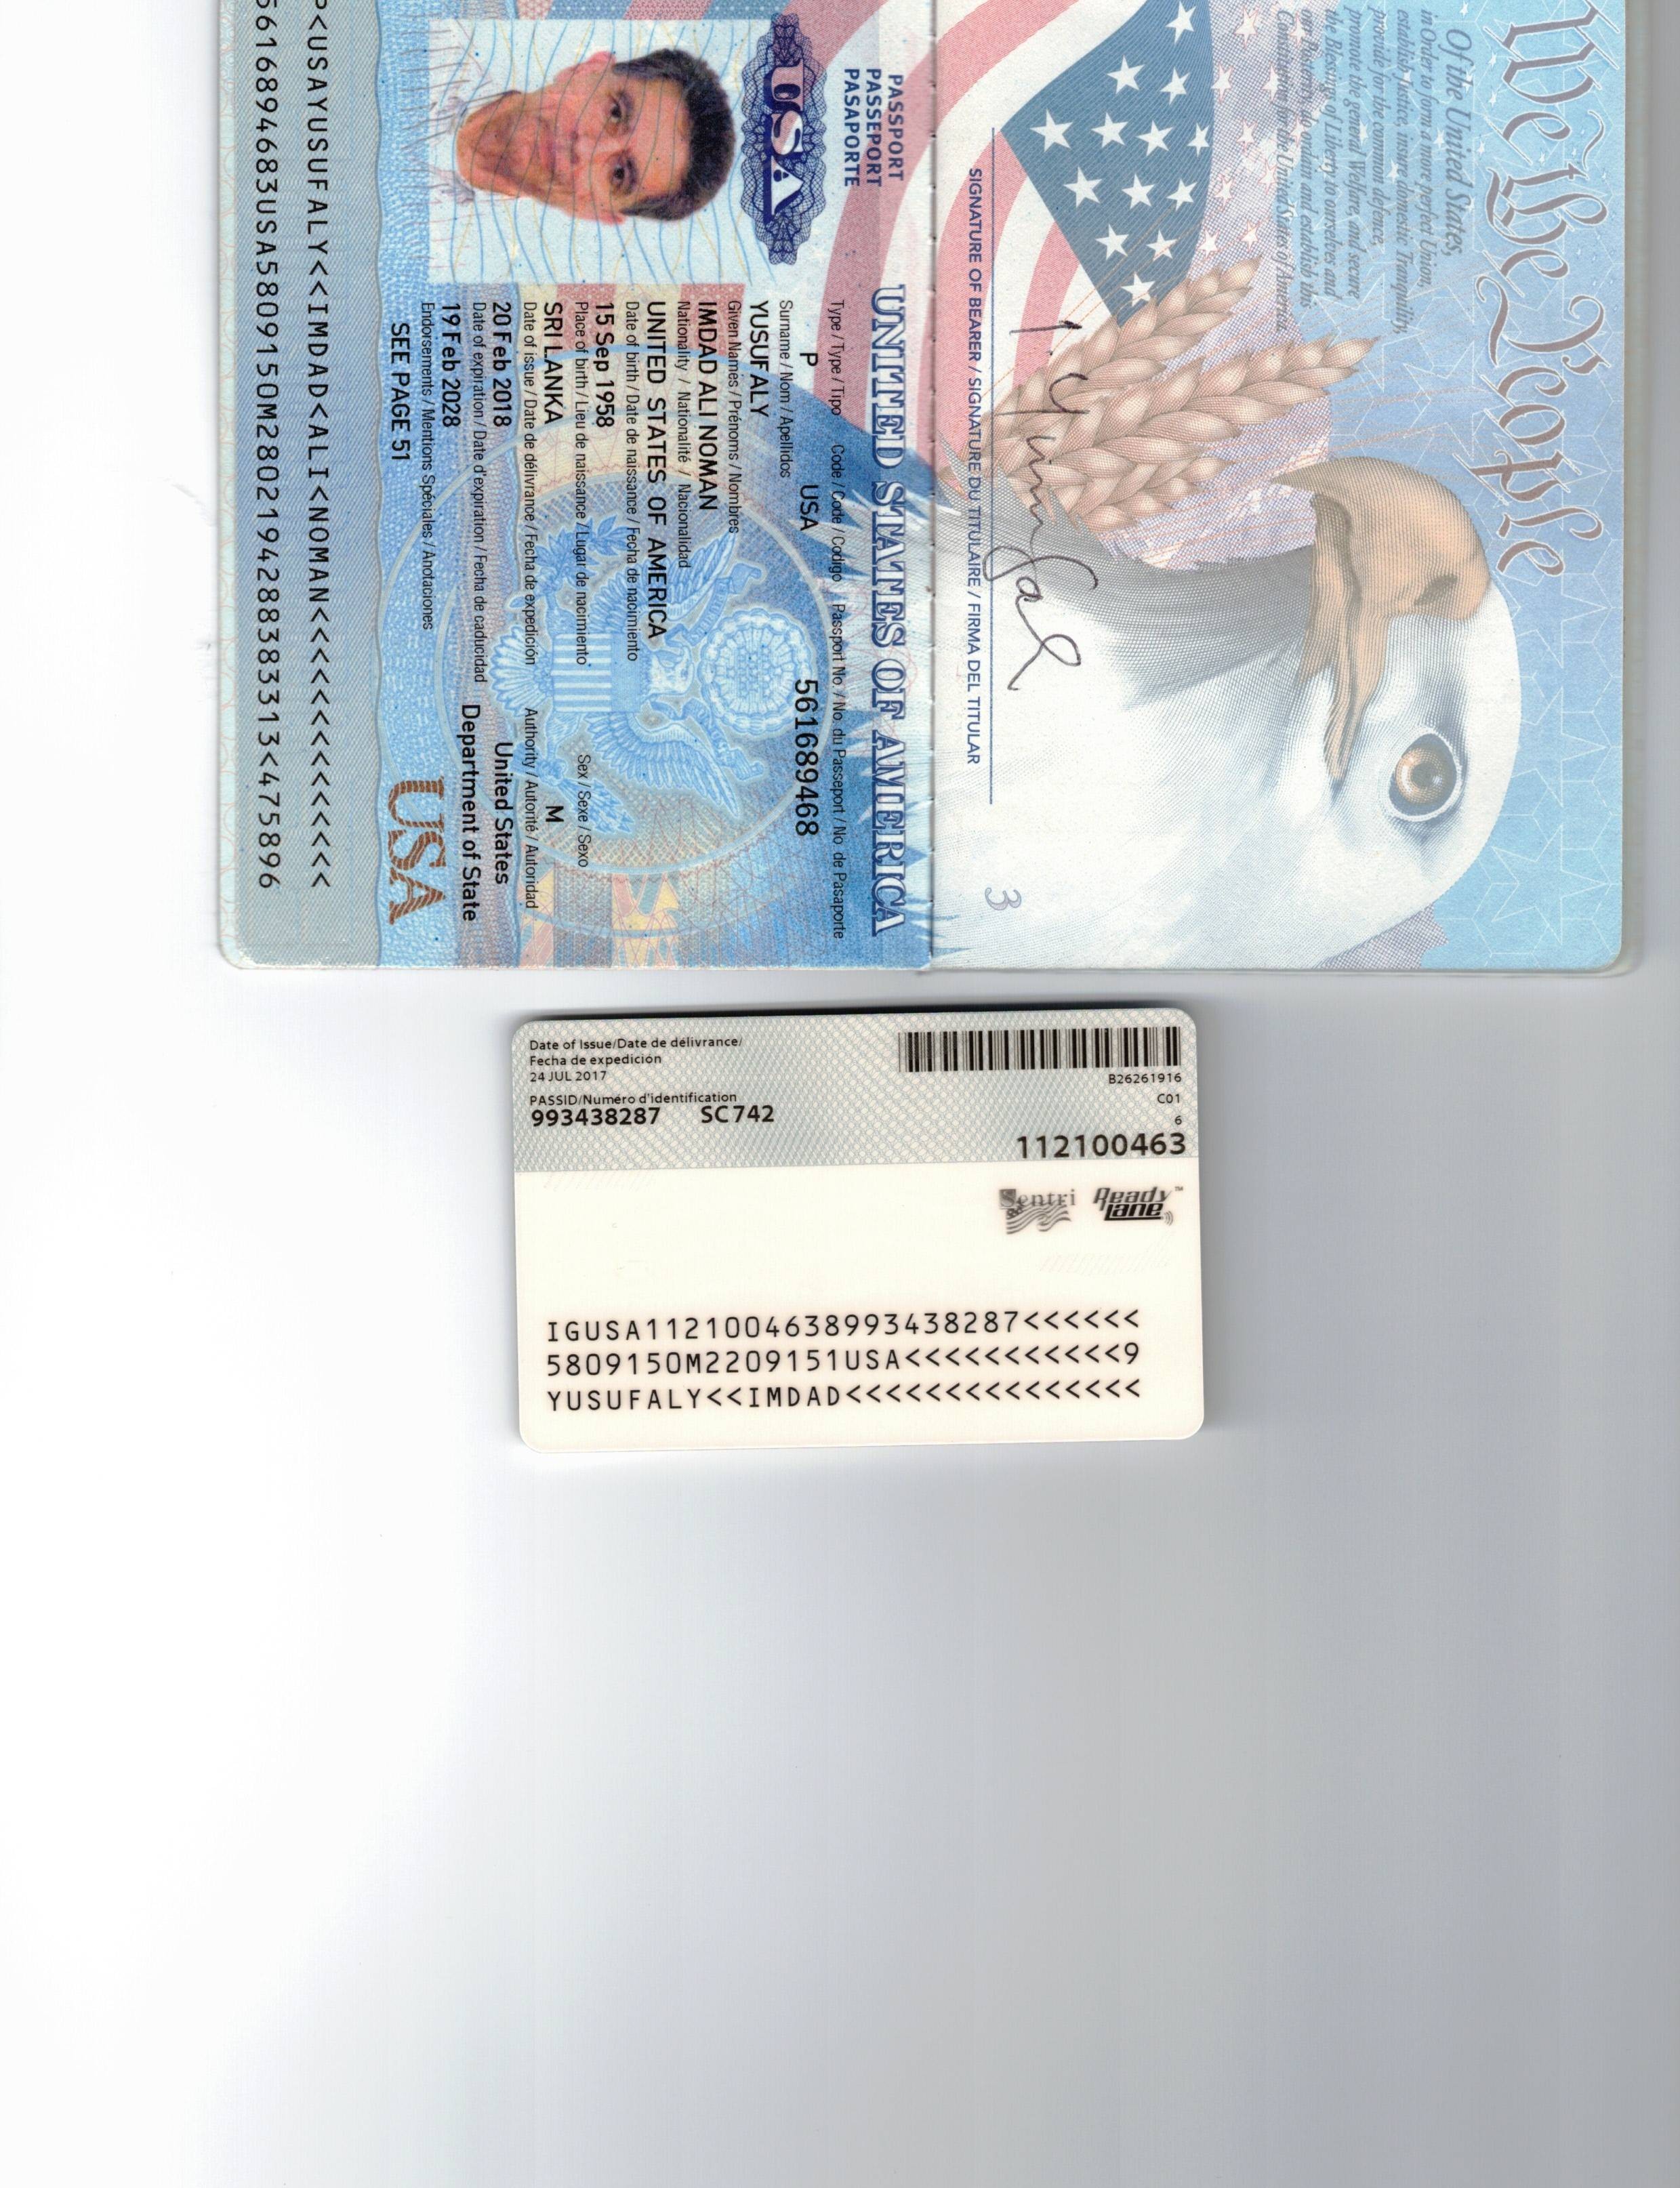 We the People
Of the United States,
in Order to form a more perfect Union,
establish Justice, insure domestic Tranquility,
provide for the common defence,
promote the general Welfare, and secure
the Blessings of Liberty to ourselves and
our Posterity, do ordain and establish this
Constitution for the United States of America.
SIGNATURE OF BEARER / SIGNATURE DU TITULAIRE / FIRMA DEL TITULAR
3
PASSPORT
PASSEPORT
PASAPORTE
UNITED STATES OF AMERICA
USA
Type / Type / Tipo Code / Code / Codigo Passport No. / No. du Passeport / No. de Pasaporte
P USA 561689468
Surname / Nom / Apellidos
YUSUFALY
Given Names / Prénoms / Nombres
IMDAD ALI NOMAN
Nationality / Nationalité / Nacionalidad
UNITED STATES OF AMERICA
Date of birth / Date de naissance / Fecha de nacimiento
15 Sep 1958
Place of birth / Lieu de naissance / Lugar de nacimiento Sex / Sexe / Sexo
SRI LANKA M
Date of issue / Date de délivrance / Fecha de expedición Authority / Autorité / Autoridad
20 Feb 2018 United States
Date of expiration / Date d'expiration / Fecha de caducidad Department of State
19 Feb 2028
Endorsements / Mentions Spéciales / Anotaciones
SEE PAGE 51
USA
P<USAYUSUFALY<<IMDAD<ALI<NOMAN<<<<<<<<<<<<<<
5616894683USA5809150M2802194288383313<475896
Date of Issue/Date de délivrance/
Fecha de expedición
24 JUL 2017
B26261916
PASSID/Numéro d'identification
C01
993438287 SC742
6
112100463
Sentri Ready Lane™
IGUSA1121004638993438287<<<<<<
5809150M2209151USA<<<<<<<<<<<9
YUSUFALY<<IMDAD<<<<<<<<<<<<<<<